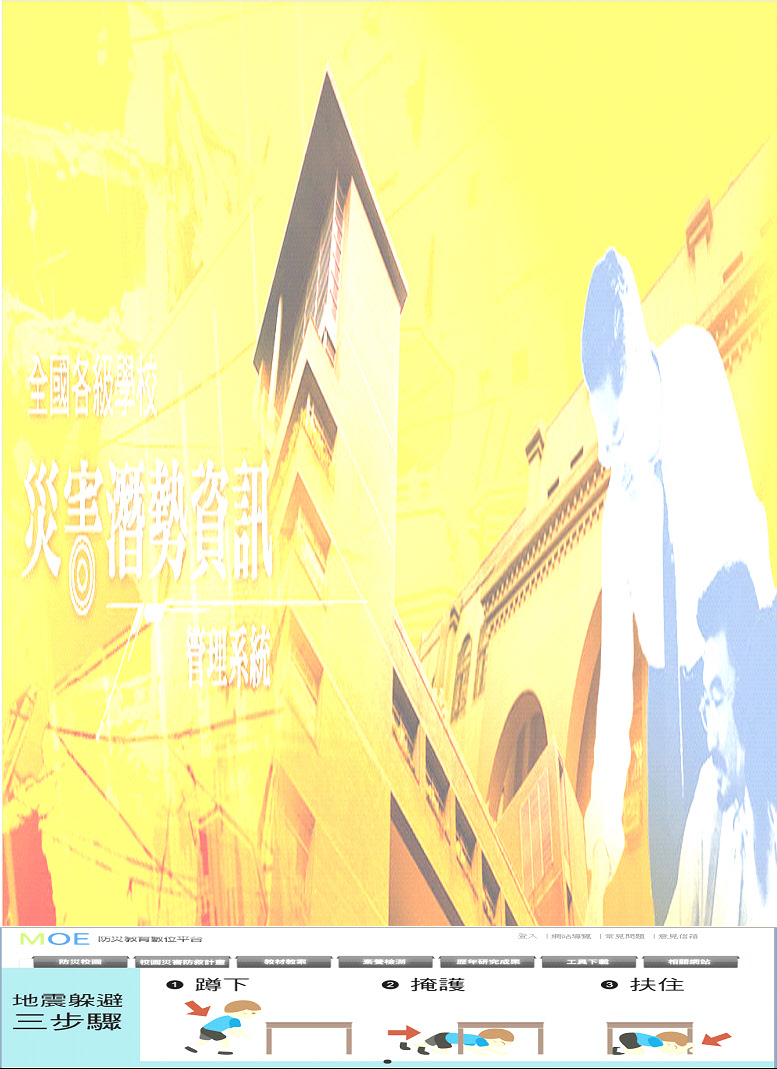 全國各級學校
災害潛勢資訊
管理系統
MOE 防災教育數位平台
登入 | 網站導覽 | 常見問題 | 意見信箱
防災校園 校園災害防救計畫 教材教案 素養檢測 歷年研究成果 工具下載 相關網站
地震躲避
三步驟
1 蹲下 2 掩護 3 扶住